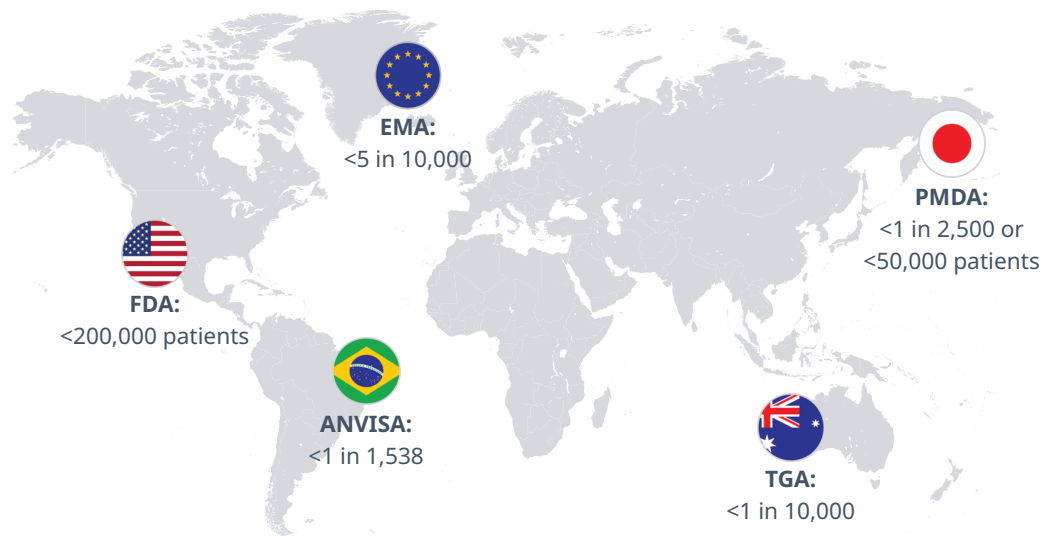 EMA:
<5 in 10,000
PMDA:
<1 in 2,500 or
<50,000 patients
FDA:
<200,000 patients
ANVISA:
<1 in 1,538
TGA:
<1 in 10,000